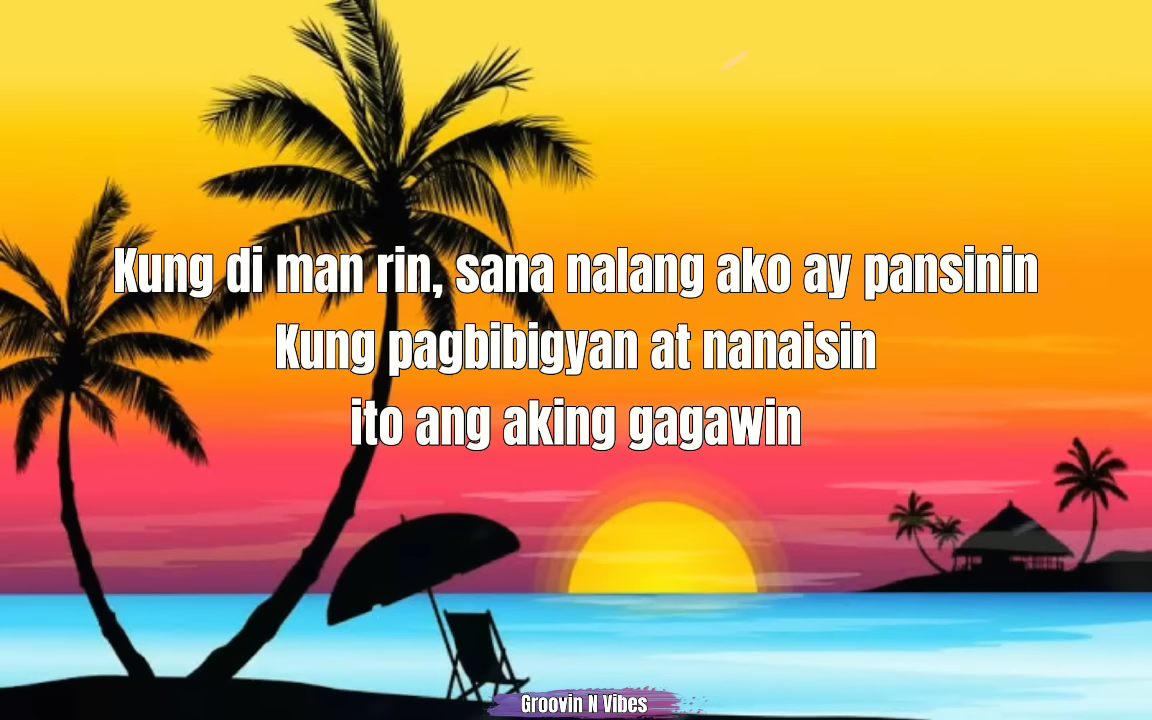 Kung di man rin, sana nalang ako ay pansinin
Kung pagbibigyan at nanaisin
ito ang aking gagawin
Groovin N Vibes